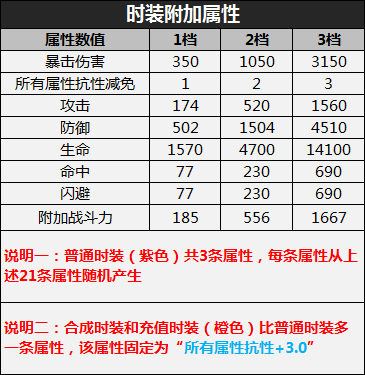 时装附加属性
属性数值 1档 2档 3档
暴击伤害 350 1050 3150
所有属性抗性减免 1 2 3
攻击 174 520 1560
防御 502 1504 4510
生命 1570 4700 14100
命中 77 230 690
闪避 77 230 690
附加战斗力 185 556 1667
说明一：普通时装（紫色）共3条属性，每条属性从上
述21条属性随机产生
说明二：合成时装和充值时装（橙色）比普通时装多
一条属性，该属性固定为“所有属性抗性+3.0”